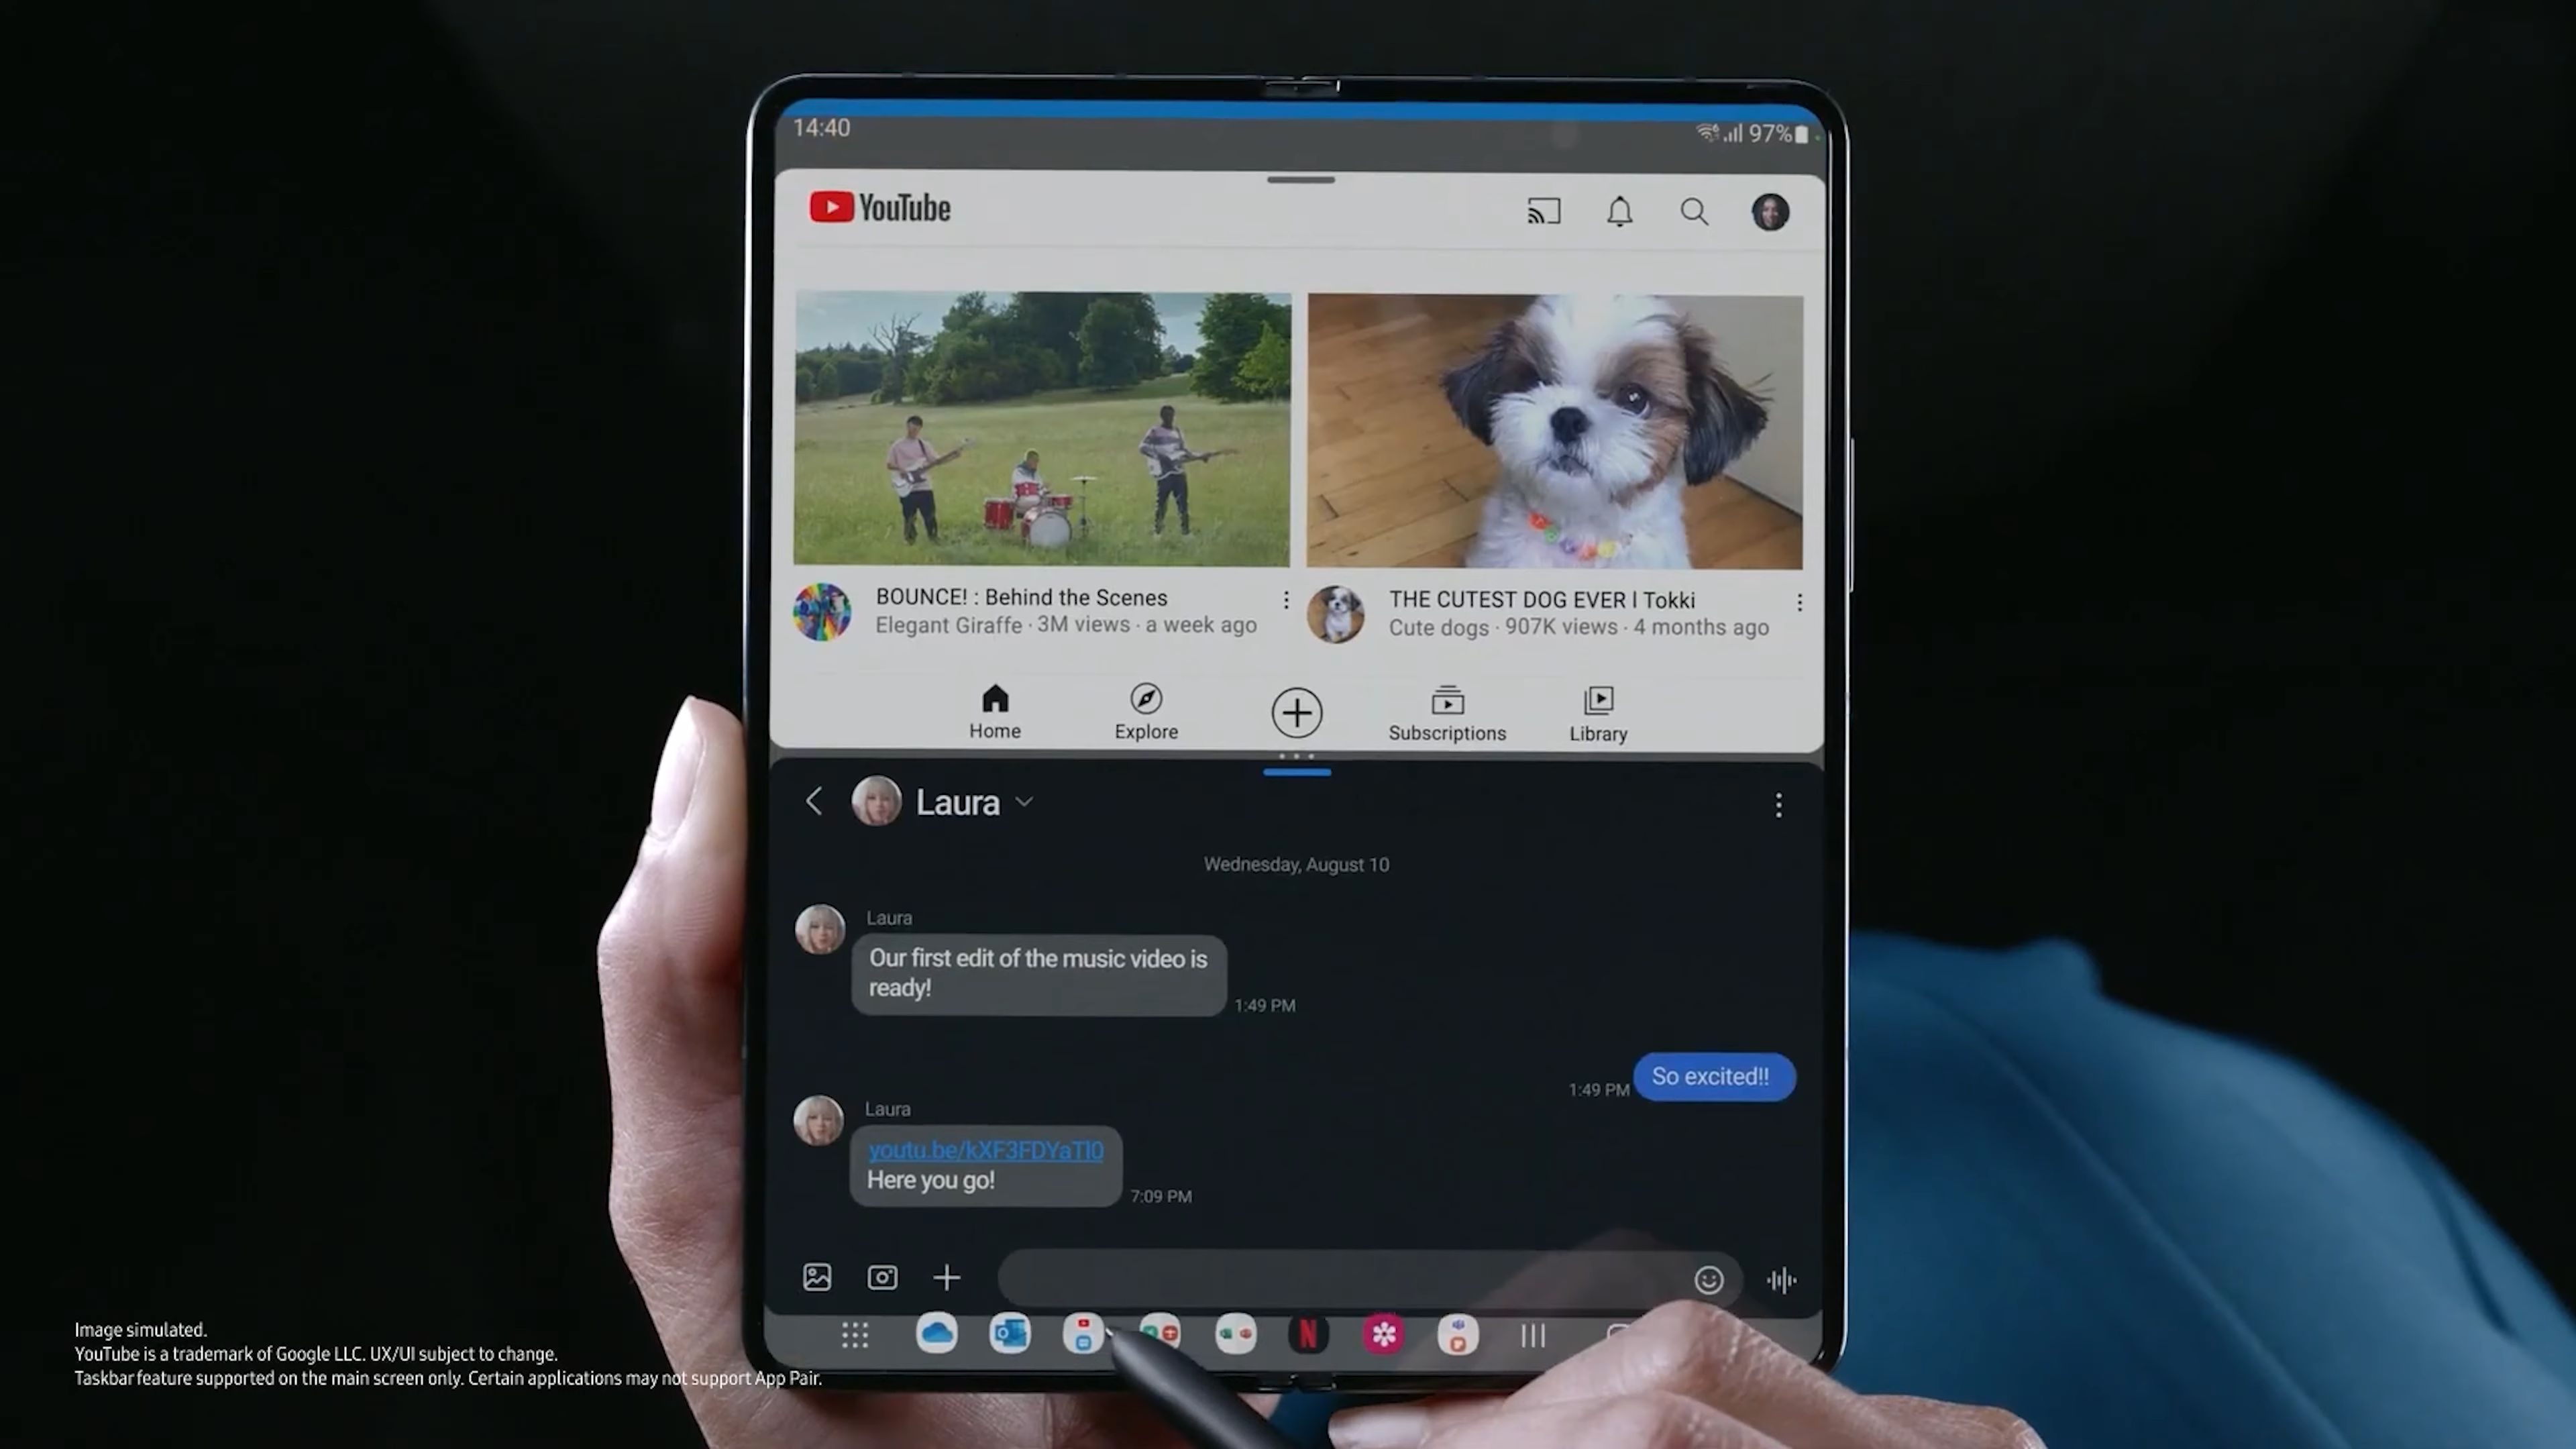 14:40
97%
YouTube
BOUNCE! : Behind the Scenes
Elegant Giraffe · 3M views · a week ago
THE CUTEST DOG EVER l Tokki
Cute dogs · 907K views · 4 months ago
Home
Explore
Subscriptions
Library
Laura
Wednesday, August 10
Laura
Our first edit of the music video is
ready!
1:49 PM
So excited!!
1:49 PM
Laura
youtu.be/kXF3FDYaTl0
Here you go!
7:09 PM
N
Image simulated.
YouTube is a trademark of Google LLC. UX/UI subject to change.
Taskbar feature supported on the main screen only. Certain applications may not support App Pair.